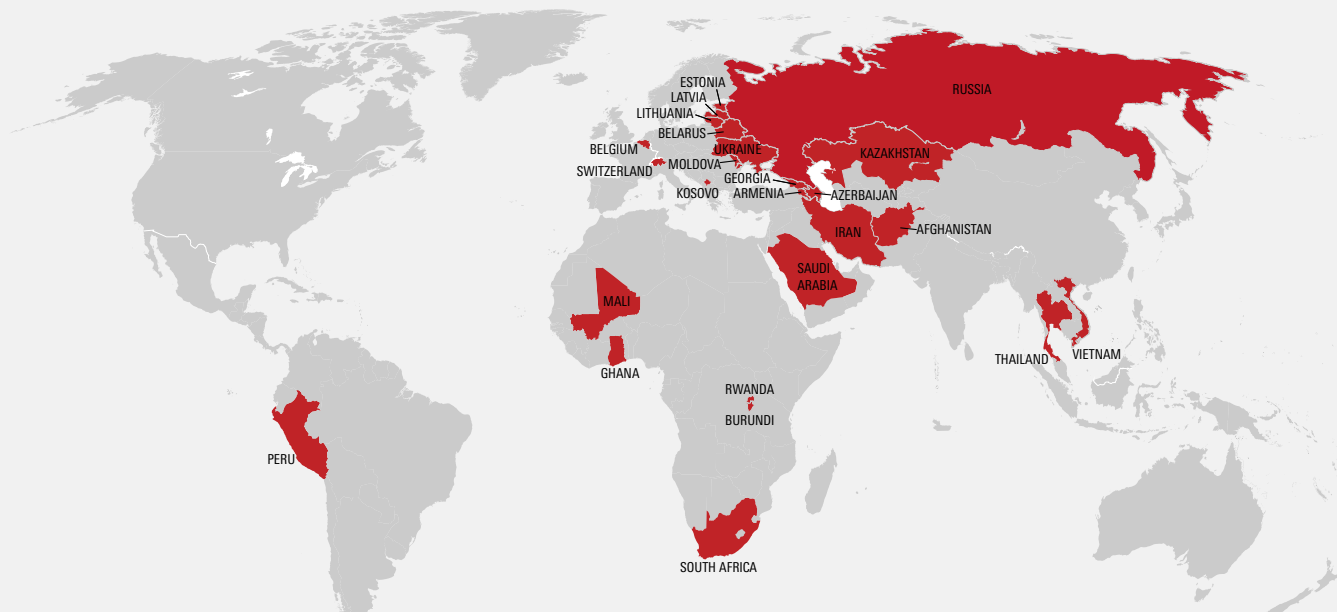 ESTONIA
LATVIA
RUSSIA
LITHUANIA
BELARUS
BELGIUM
UKRAINE
KAZAKHSTAN
SWITZERLAND
MOLDOVA
GEORGIA
KOSOVO
ARMENIA
AZERBAIJAN
IRAN
AFGHANISTAN
SAUDI
ARABIA
MALI
THAILAND
VIETNAM
GHANA
RWANDA
BURUNDI
PERU
SOUTH AFRICA